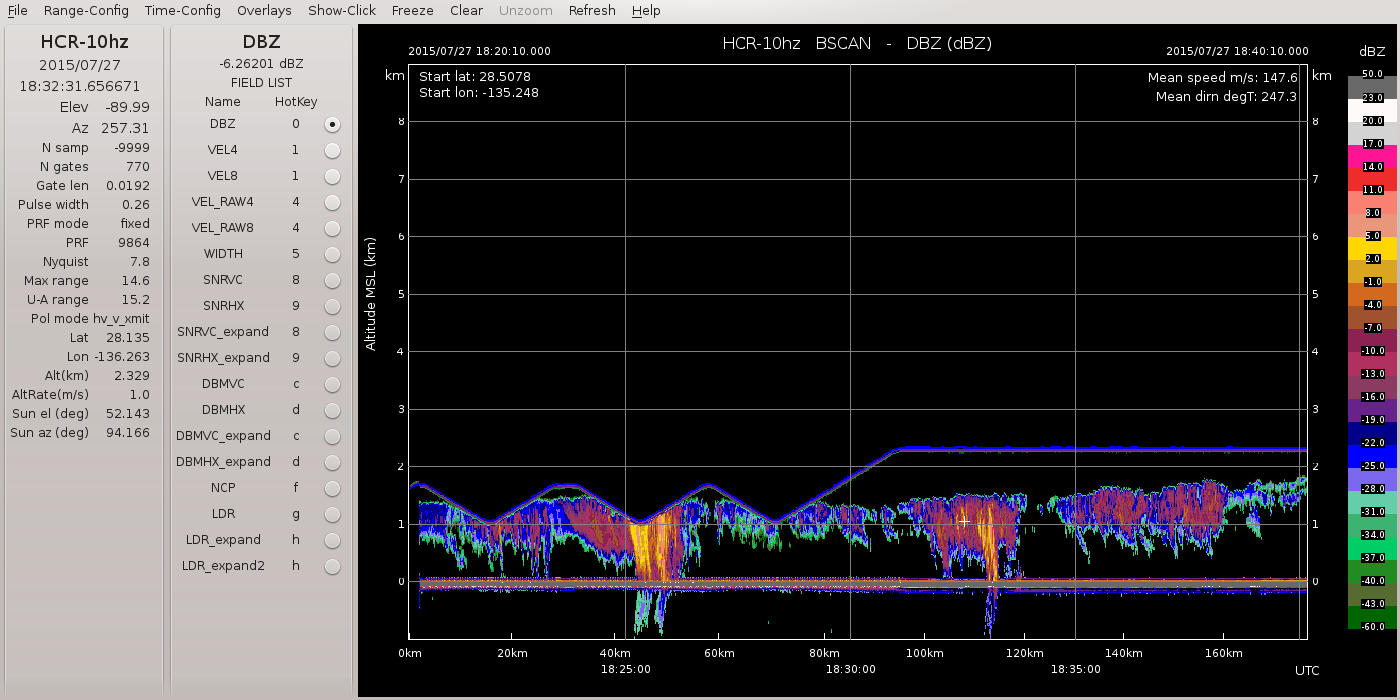 File Range-Config Time-Config Overlays Show-Click Freeze Clear Unzoom Refresh Help
HCR-10hz
2015/07/27
18:32:31.656671
Elev -89.99
Az 257.31
N samp -9999
N gates 770
Gate len 0.0192
Pulse width 0.26
PRF mode fixed
PRF 9864
Nyquist 7.8
Max range 14.6
U-A range 15.2
Pol mode hv_v_xmit
Lat 28.135
Lon -136.263
Alt(km) 2.329
AltRate(m/s) 1.0
Sun el (deg) 52.143
Sun az (deg) 94.166
DBZ
-6.26201 dBZ
FIELD LIST
Name HotKey
DBZ 0
VEL4 1
VEL8 1
VEL_RAW4 4
VEL_RAW8 4
WIDTH 5
SNRVC 8
SNRHX 9
SNRVC_expand 8
SNRHX_expand 9
DBMVC c
DBMHX d
DBMVC_expand c
DBMHX_expand d
NCP f
LDR g
LDR_expand h
LDR_expand2 h
HCR-10hz BSCAN - DBZ (dBZ)
2015/07/27 18:20:10.000 2015/07/27 18:40:10.000
km km
Start lat: 28.5078 Mean speed m/s: 147.6
Start lon: -135.248 Mean dirn degT: 247.3
Altitude MSL (km)
8 8
7 7
6 6
5 5
4 4
3 3
2 2
1 1
0 0
0km 20km 40km 60km 80km 100km 120km 140km 160km
18:25:00 18:30:00 18:35:00 UTC
dBZ
50.0
23.0
20.0
17.0
14.0
11.0
8.0
5.0
2.0
-1.0
-4.0
-7.0
-10.0
-13.0
-16.0
-19.0
-22.0
-25.0
-28.0
-31.0
-34.0
-37.0
-40.0
-43.0
-60.0